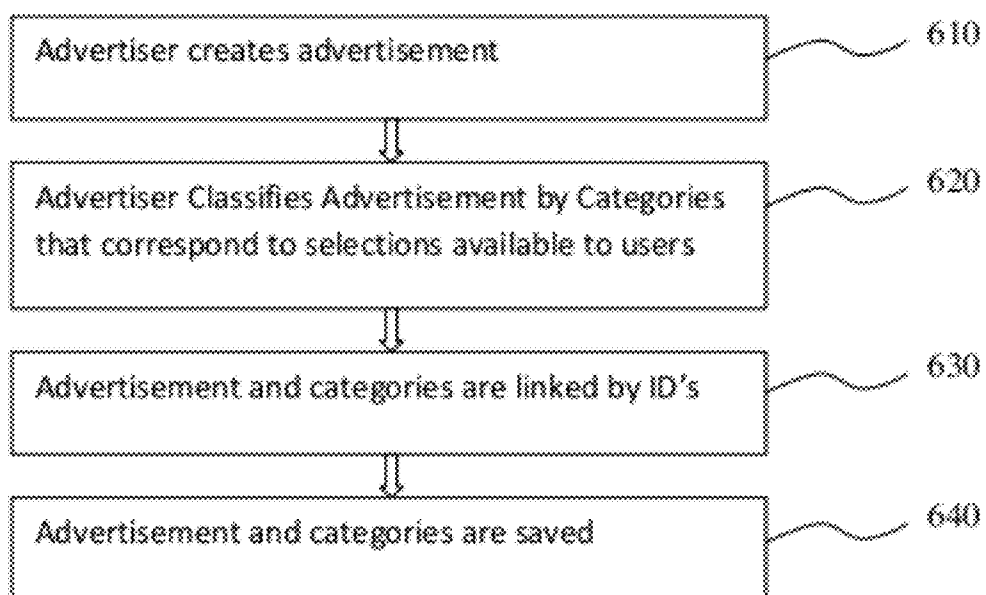 Advertiser creates advertisement
610
Advertiser Classifies Advertisement by Categories
that correspond to selections available to users
620
Advertisement and categories are linked by ID's
630
Advertisement and categories are saved
640